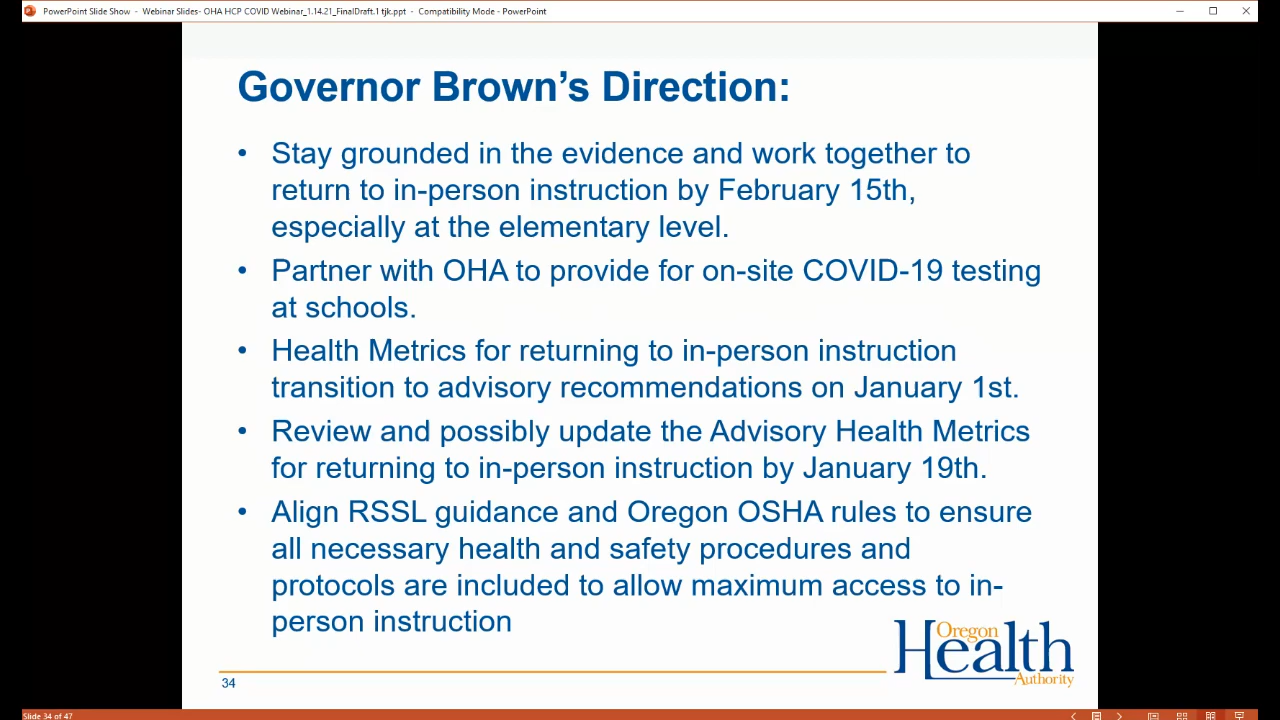 PowerPoint Slide Show - Webinar Slides- OHA HCP COVID Webinar_1.14.21_FinalDraft.1 tjk.ppt - Compatibility Mode - PowerPoint
Governor Brown’s Direction:
• Stay grounded in the evidence and work together to
return to in-person instruction by February 15th,
especially at the elementary level.
• Partner with OHA to provide for on-site COVID-19 testing
at schools.
• Health Metrics for returning to in-person instruction
transition to advisory recommendations on January 1st.
• Review and possibly update the Advisory Health Metrics
for returning to in-person instruction by January 19th.
• Align RSSL guidance and Oregon OSHA rules to ensure
all necessary health and safety procedures and
protocols are included to allow maximum access to in-
person instruction
Oregon
Health
Authority
34
Slide 34 of 47